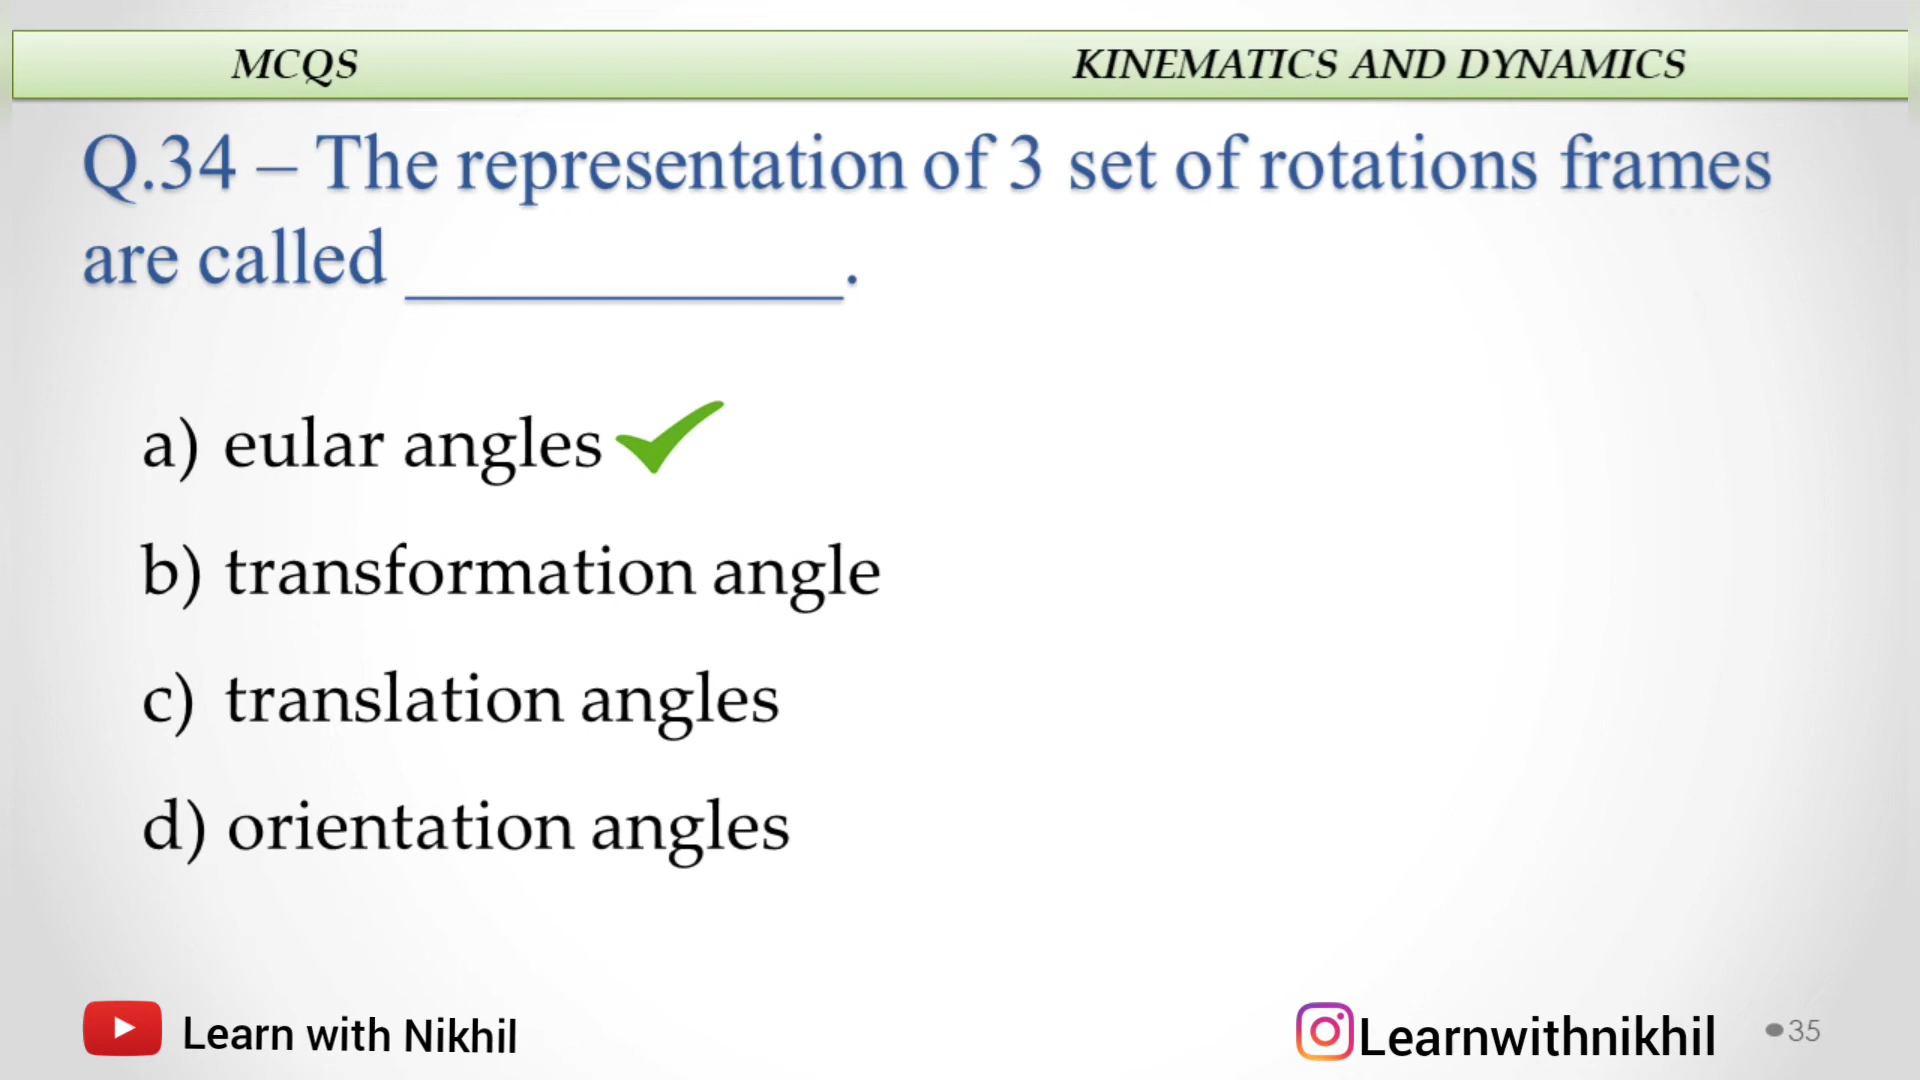 MCQS KINEMATICS AND DYNAMICS
Q.34 – The representation of 3 set of rotations frames
are called ____________.
a) eular angles
b) transformation angle
c) translation angles
d) orientation angles
Learn with Nikhil Learnwithnikhil •35